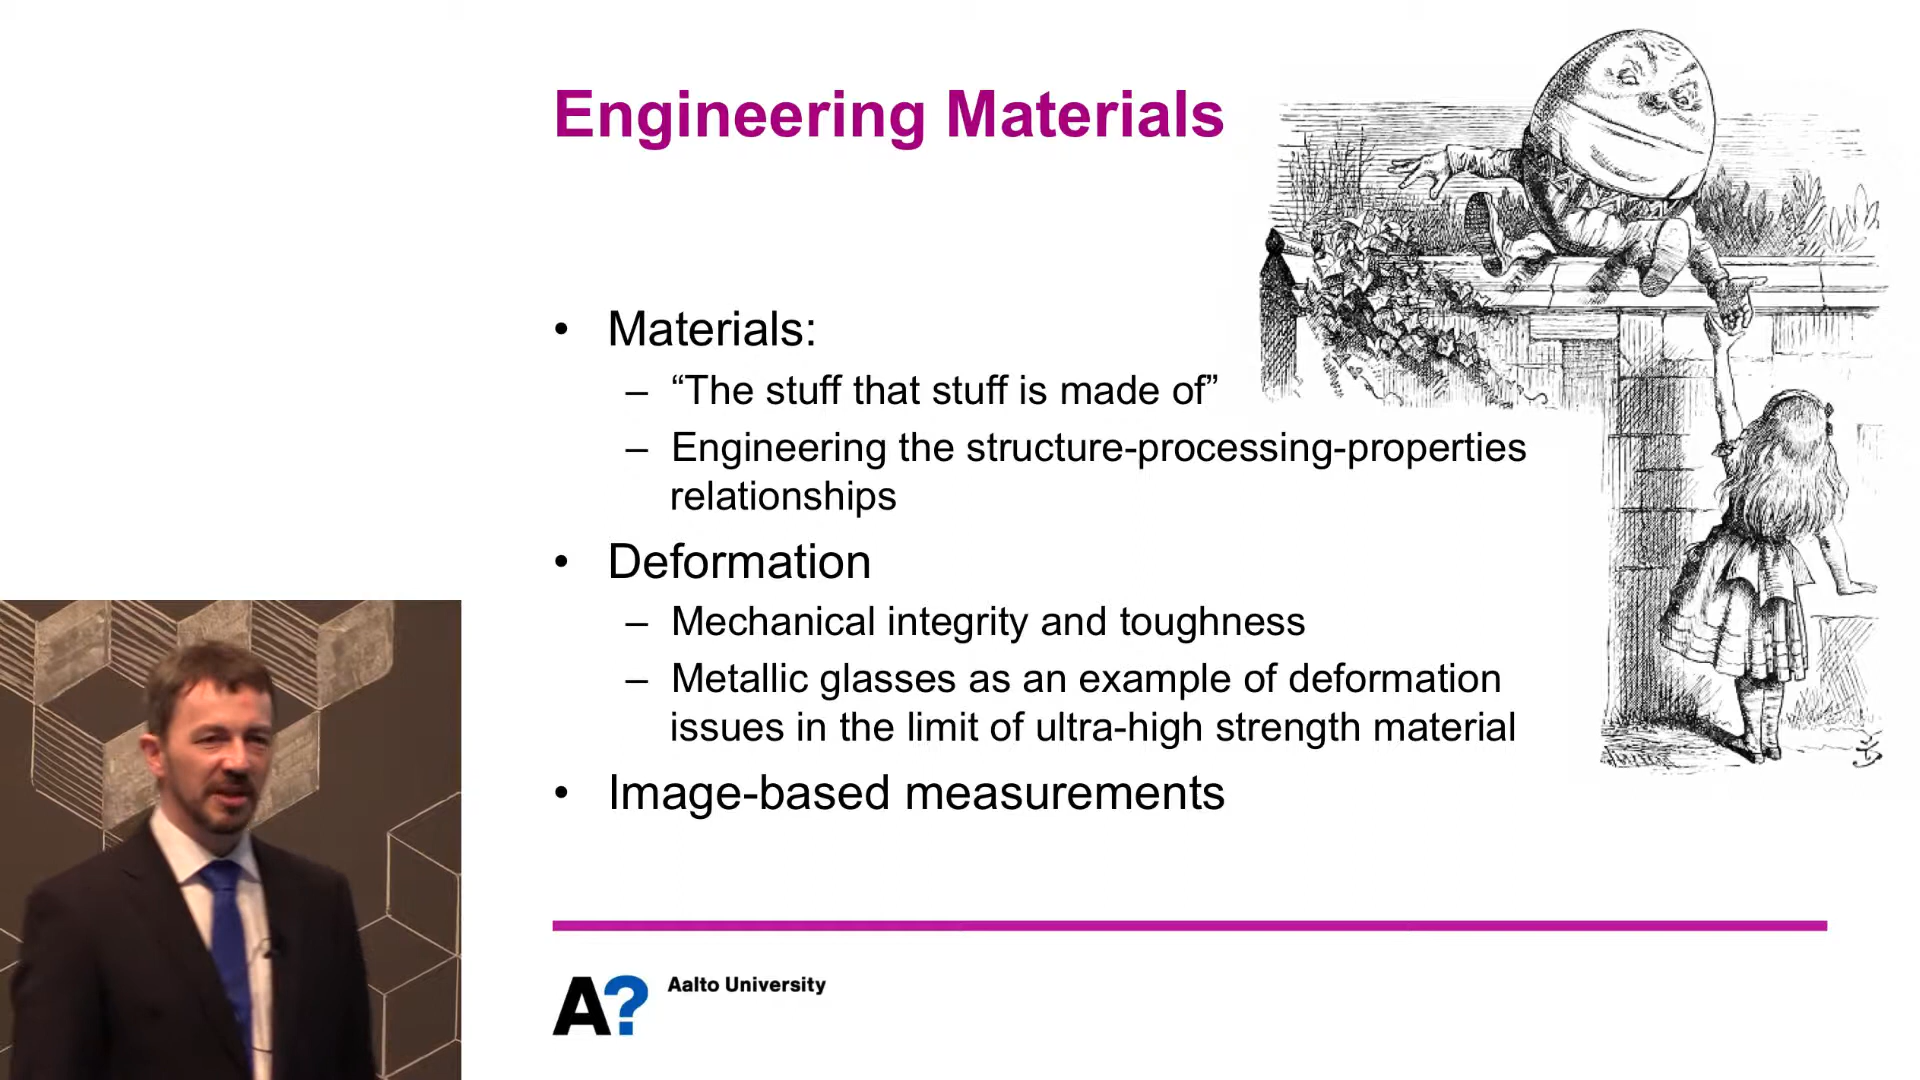 Engineering Materials
• Materials:
– “The stuff that stuff is made of”
– Engineering the structure-processing-properties
relationships
• Deformation
– Mechanical integrity and toughness
– Metallic glasses as an example of deformation
issues in the limit of ultra-high strength material
• Image-based measurements
A? Aalto University